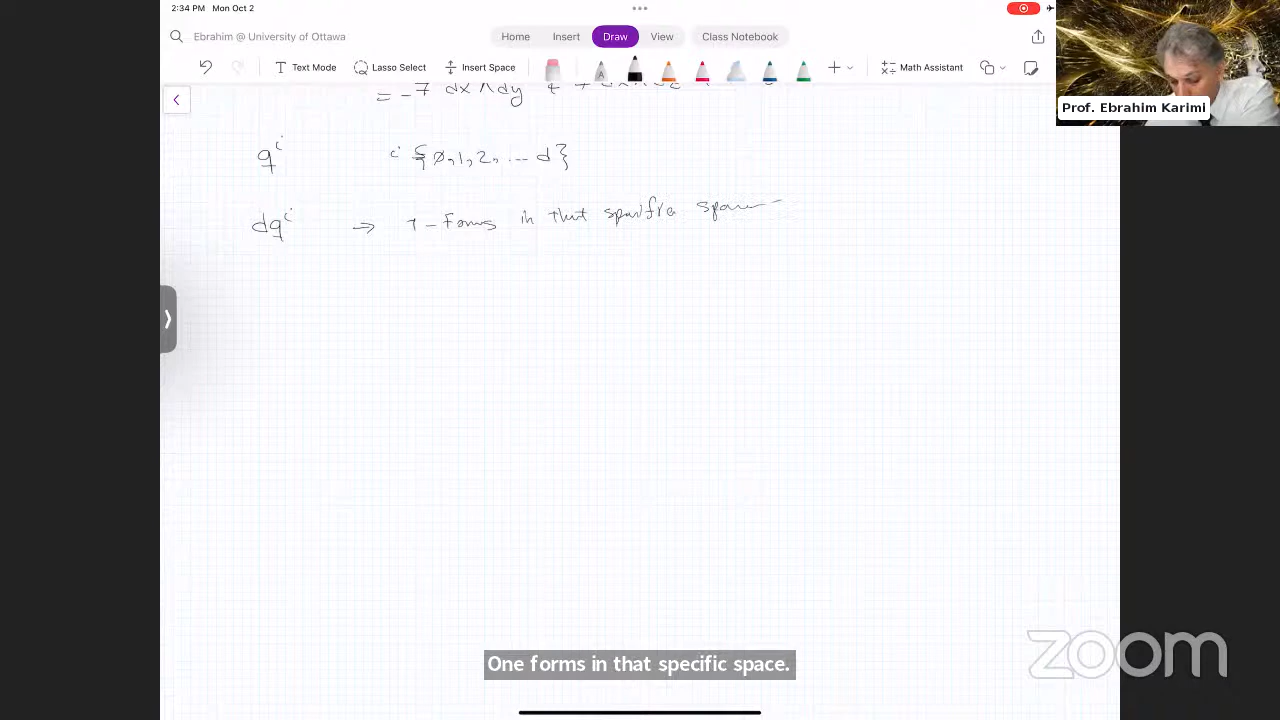 2:34 PM Mon Oct 2
Ebrahim @ University of Ottawa
Home Insert Draw View Class Notebook
Text Mode Lasso Select Insert Space Math Assistant
Prof. Ebrahim Karimi
= -7 dx ∧ dy
qⁱ i {0, 1, 2, ... d}
dqⁱ → 1-Forms in that specific space
One forms in that specific space.
zoom